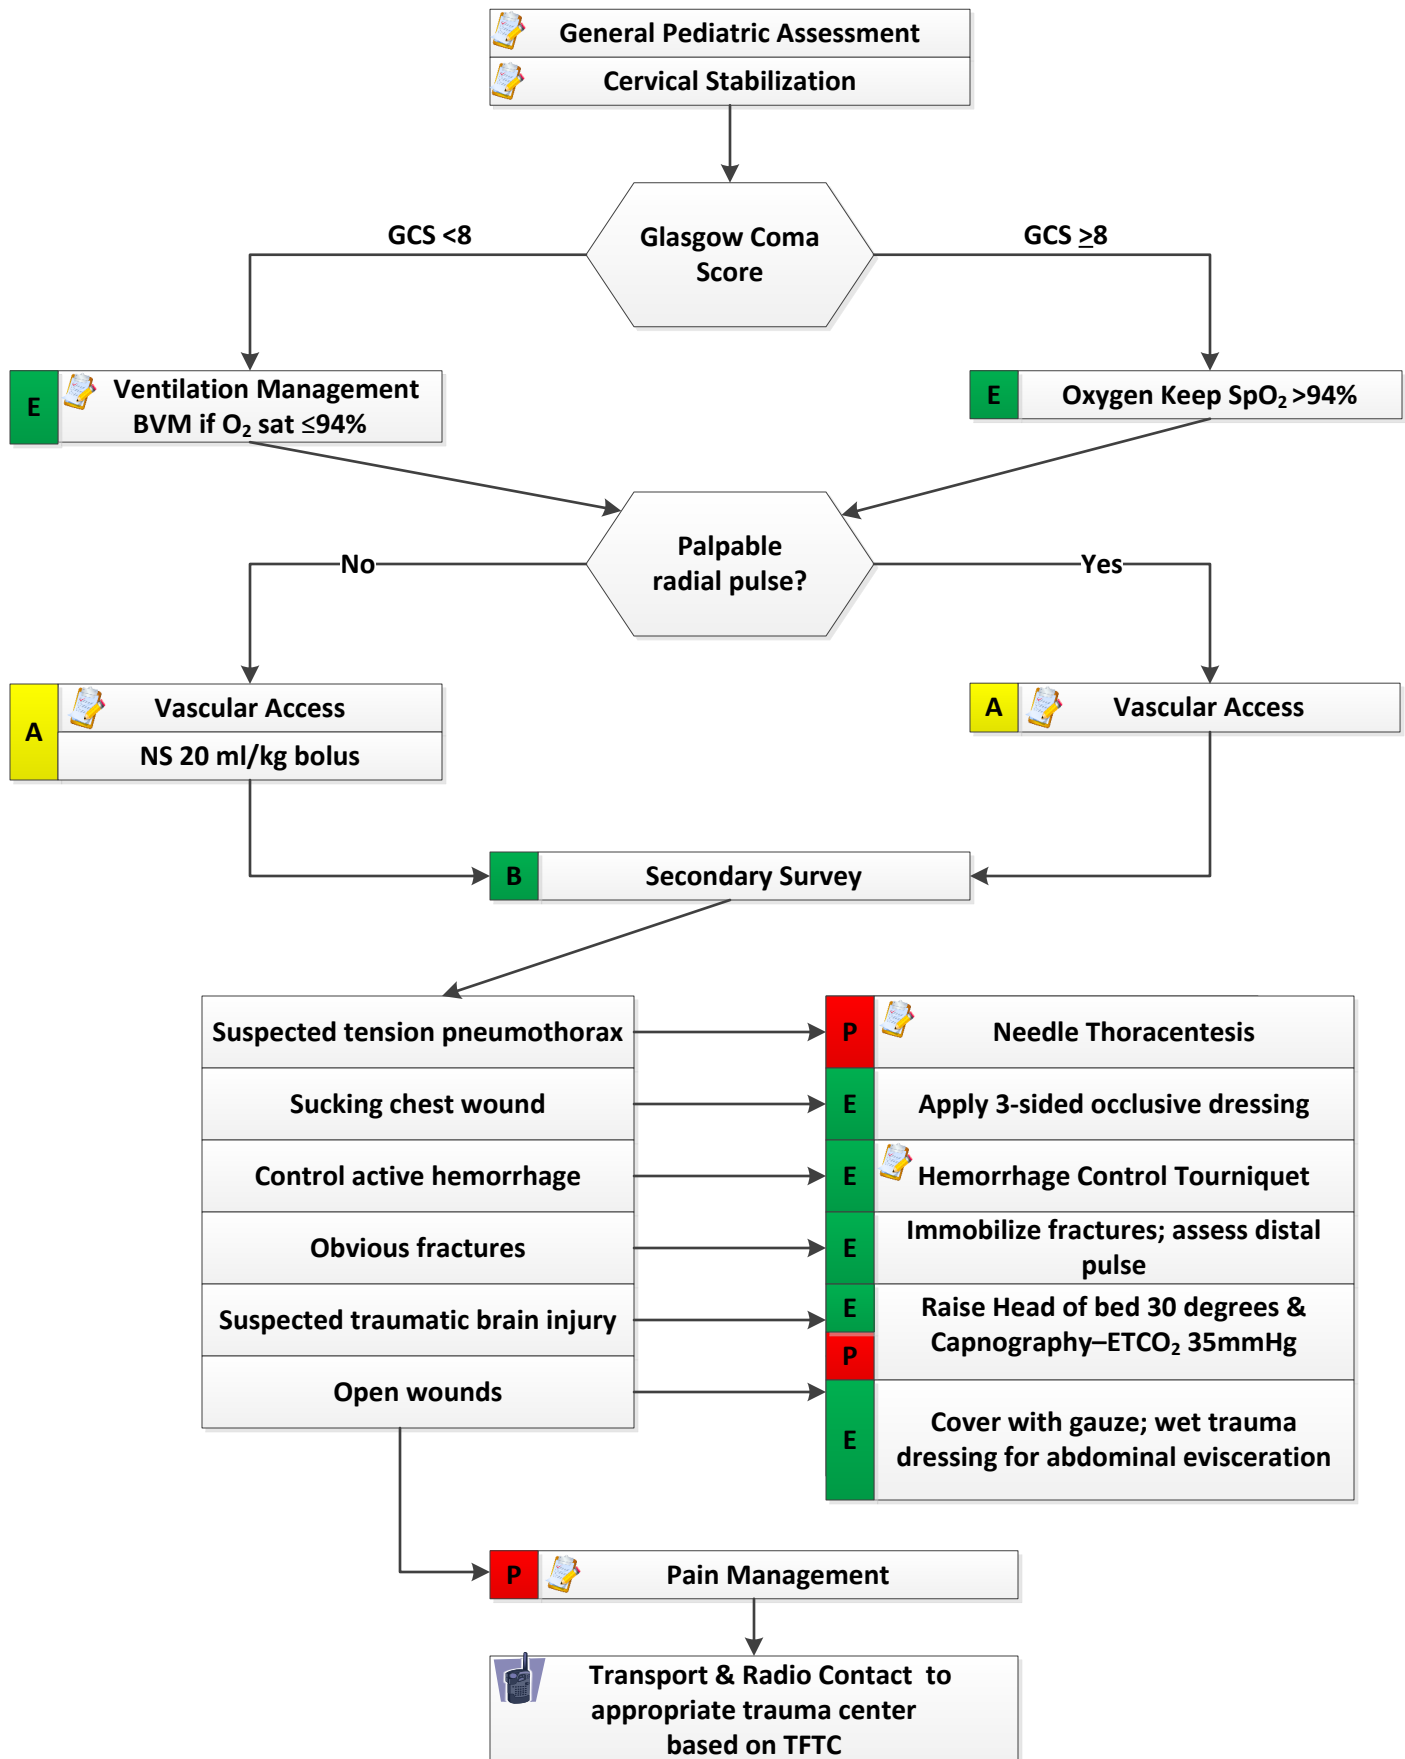 General Pediatric Assessment
Cervical Stabilization
GCS <8
Glasgow Coma
Score
GCS ≥8
E
Ventilation Management
BVM if O₂ sat ≤94%
E
Oxygen Keep SpO₂ >94%
Palpable
radial pulse?
No
Yes
A
Vascular Access
NS 20 ml/kg bolus
A
Vascular Access
B
Secondary Survey
Suspected tension pneumothorax
P
Needle Thoracentesis
Sucking chest wound
E
Apply 3-sided occlusive dressing
Control active hemorrhage
E
Hemorrhage Control Tourniquet
Obvious fractures
E
Immobilize fractures; assess distal
pulse
Suspected traumatic brain injury
E
P
Raise Head of bed 30 degrees &
Capnography–ETCO₂ 35mmHg
Open wounds
E
Cover with gauze; wet trauma
dressing for abdominal evisceration
P
Pain Management
Transport & Radio Contact to
appropriate trauma center
based on TFTC